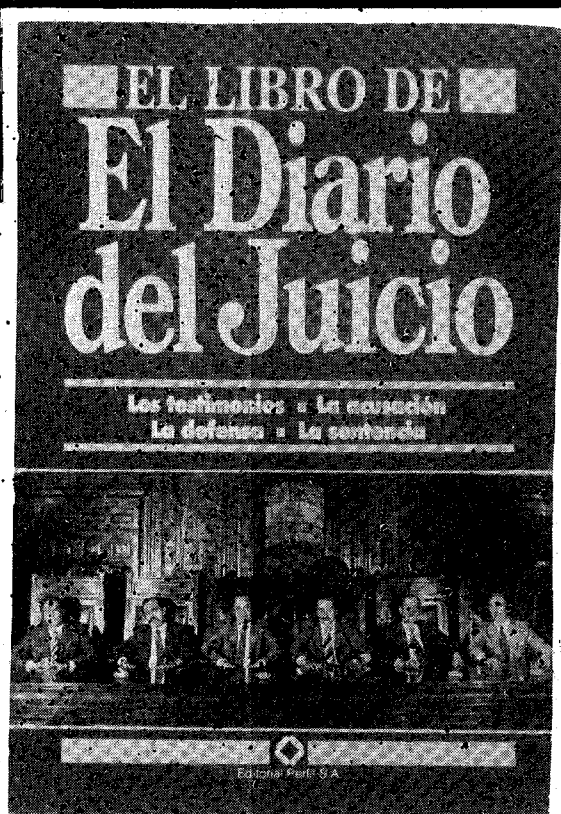 EL LIBRO DE
El Diario
del Juicio
Los testimonios ■ La acusación
La defensa ■ La sentencia
Editorial Perfil S.A.